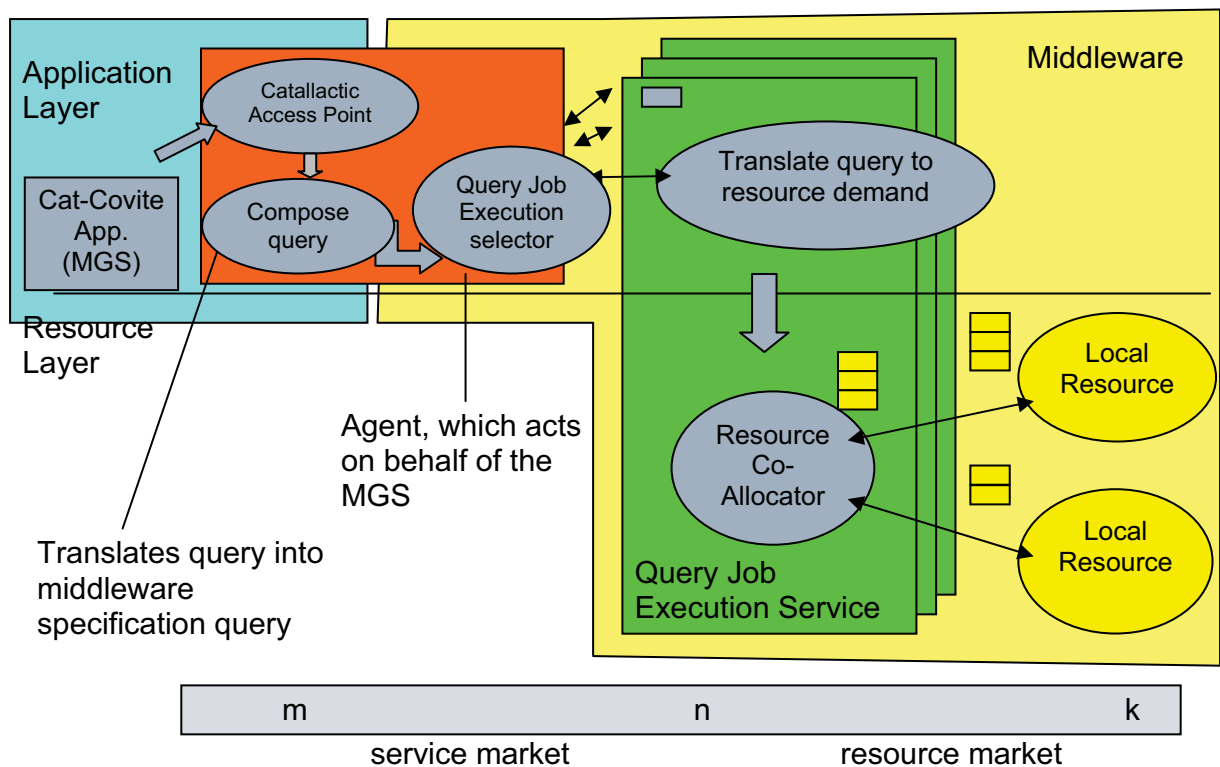 Application
Layer
Middleware
Catallactic
Access Point
Cat-Covite
App.
(MGS)
Compose
query
Query Job
Execution
selector
Translate query to
resource demand
Resource
Layer
Local
Resource
Agent, which acts
on behalf of the
MGS
Resource
Co-
Allocator
Translates query into
middleware
specification query
Query Job
Execution Service
Local
Resource
m
n
k
service market
resource market